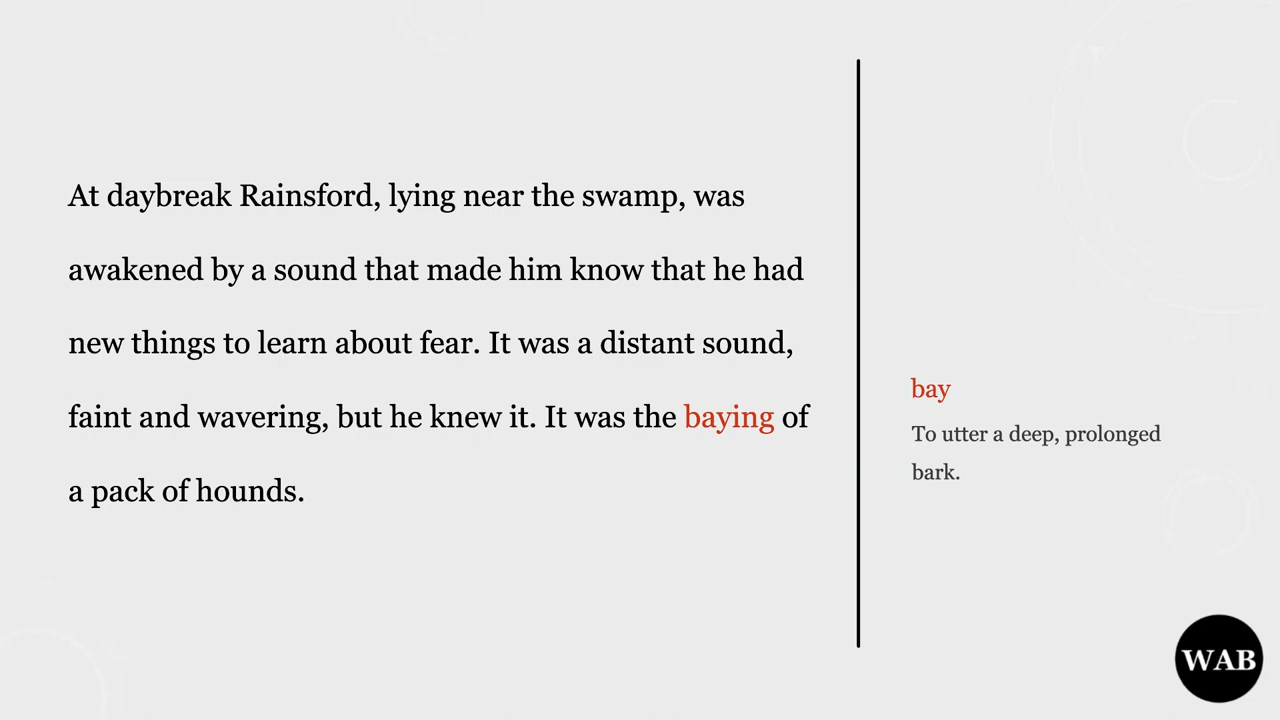 At daybreak Rainsford, lying near the swamp, was
awakened by a sound that made him know that he had
new things to learn about fear. It was a distant sound,
faint and wavering, but he knew it. It was the baying of
a pack of hounds.
bay
To utter a deep, prolonged
bark.
WAB